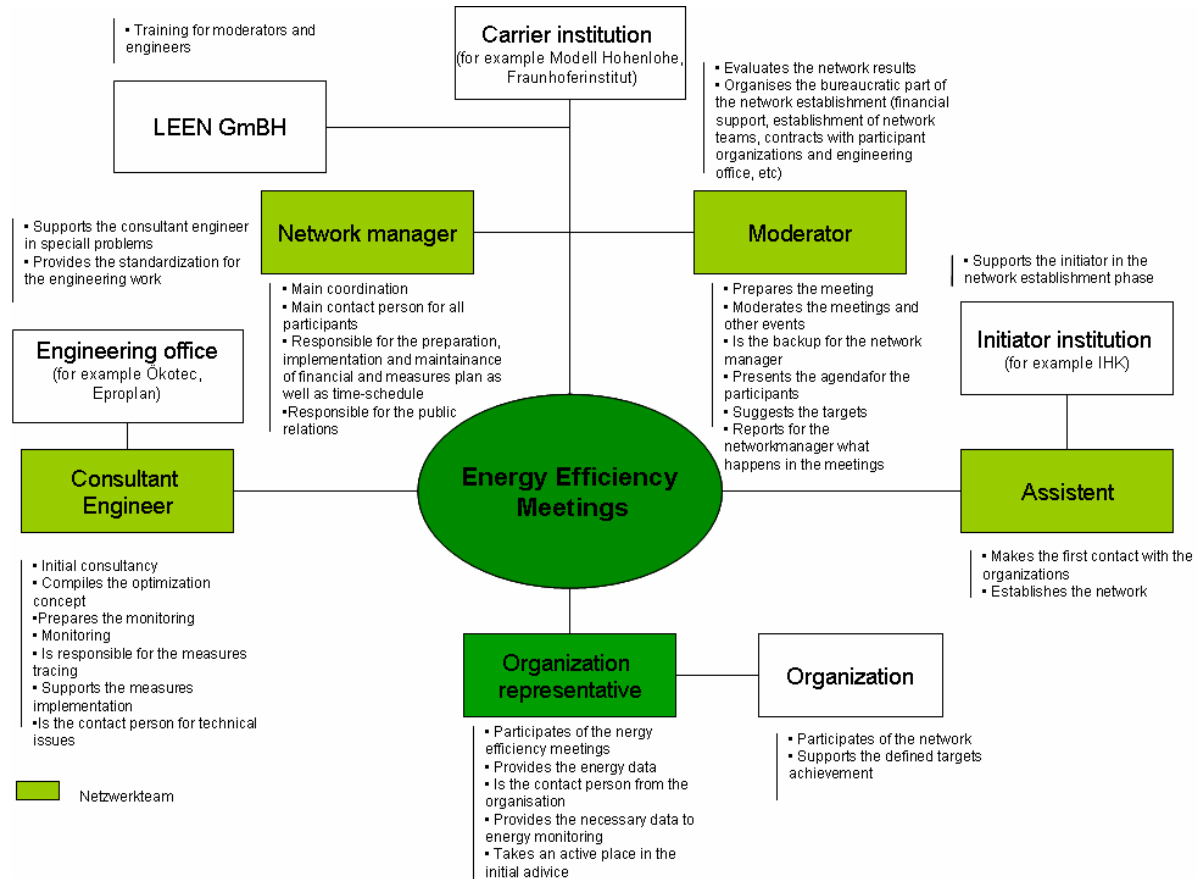 ▪ Training for moderators and
engineers
Carrier institution
(for example Modell Hohenlohe,
Fraunhoferinstitut)
LEEN GmBH
▪ Evaluates the network results
▪ Organises the bureaucratic part of
the network establishment (financial
support, establishment of network
teams, contracts with participant
organizations and engineering
office, etc)
▪ Supports the consultant engineer
in speciall problems
▪ Provides the standardization for
the engineering work
Network manager
Moderator
▪ Supports the initiator in the
network establishment phase
▪ Main coordination
▪ Main contact person for all
participants
▪ Responsible for the preparation,
implementation and maintainance
of financial and measures plan as
well as time-schedule
▪Responsible for the public
relations
▪ Prepares the meeting
▪ Moderates the meetings and
other events
▪ Is the backup for the network
manager
▪ Presents the agendafor the
participants
▪ Suggests the targets
▪ Reports for the
networkmanager what
happens in the meetings
Engineering office
(for example Ökotec,
Eproplan)
Initiator institution
(for example IHK)
Consultant
Engineer
Energy Efficiency
Meetings
Assistent
▪ Initial consultancy
▪ Compiles the optimization
concept
▪Prepares the monitoring
▪ Monitoring
▪ Is responsible for the measures
tracing
▪ Supports the measures
implementation
▪Is the contact person for technical
issues
▪ Makes the first contact with the
organizations
▪ Establishes the network
Organization
representative
Organization
▪ Participates of the nergy
efficiency meetings
▪ Provides the energy data
▪ Is the contact person from the
organisation
▪ Provides the necessary data to
energy monitoring
▪ Takes an active place in the
initial adivice
▪ Participates of the network
▪ Supports the defined targets
achievement
Netzwerkteam